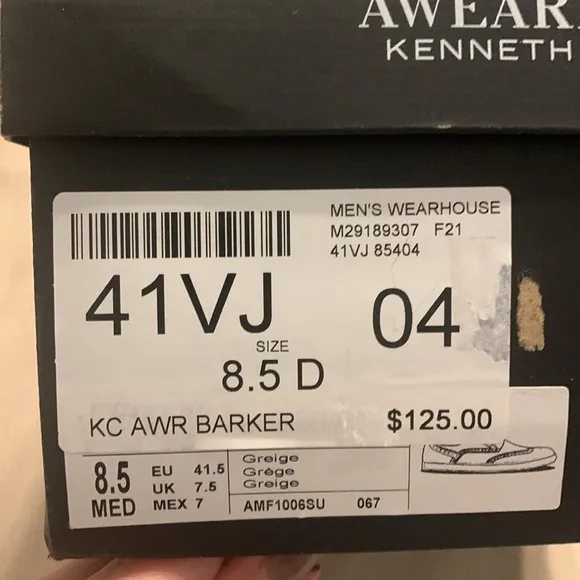 AWEAR
KENNETH
MEN'S WEARHOUSE
M29189307 F21
41VJ 85404
41VJ 04
SIZE
8.5 D
KC AWR BARKER $125.00
8.5 EU 41.5 Greige
UK 7.5 Grège
MED MEX 7 Greige
AMF1006SU 067